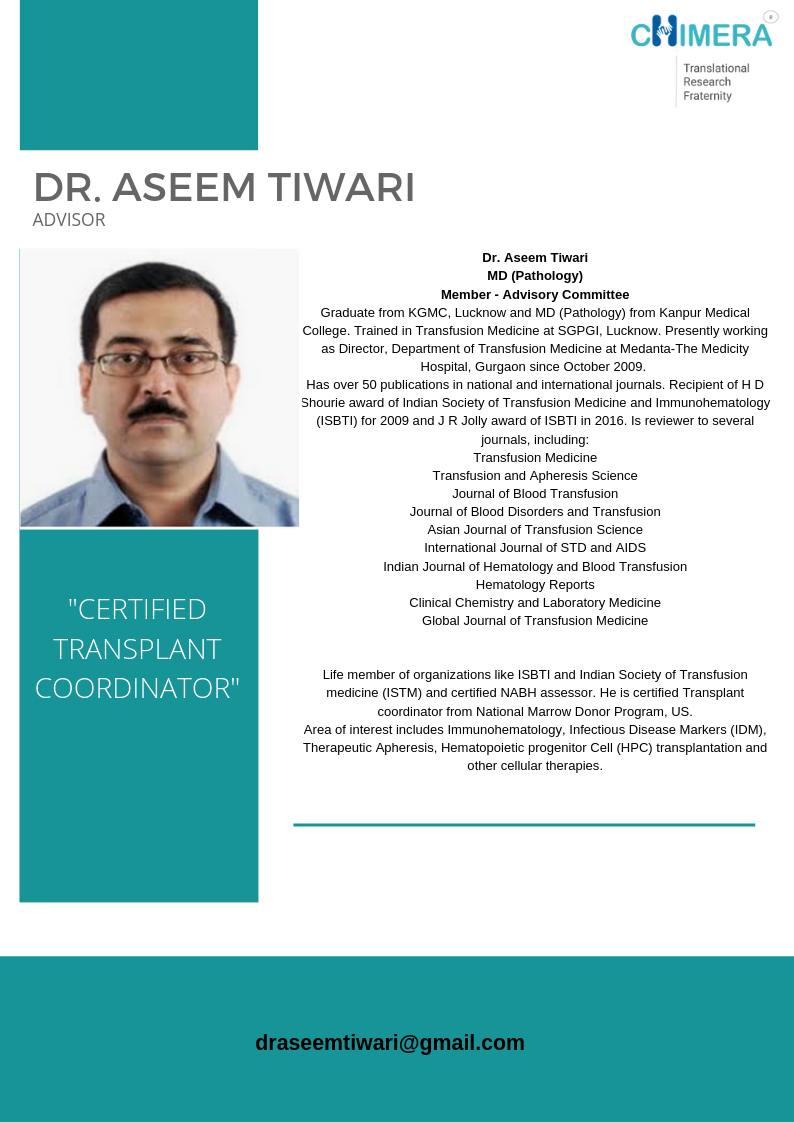 CHIMERA
Translational
Research
Fraternity
DR. ASEEM TIWARI
ADVISOR
Dr. Aseem Tiwari
MD (Pathology)
Member - Advisory Committee
Graduate from KGMC, Lucknow and MD (Pathology) from Kanpur Medical
College. Trained in Transfusion Medicine at SGPGI, Lucknow. Presently working
as Director, Department of Transfusion Medicine at Medanta-The Medicity
Hospital, Gurgaon since October 2009.
Has over 50 publications in national and international journals. Recipient of H D
Shourie award of Indian Society of Transfusion Medicine and Immunohematology
(ISBTI) for 2009 and J R Jolly award of ISBTI in 2016. Is reviewer to several
journals, including:
Transfusion Medicine
Transfusion and Apheresis Science
Journal of Blood Transfusion
Journal of Blood Disorders and Transfusion
Asian Journal of Transfusion Science
International Journal of STD and AIDS
Indian Journal of Hematology and Blood Transfusion
Hematology Reports
Clinical Chemistry and Laboratory Medicine
Global Journal of Transfusion Medicine
"CERTIFIED
TRANSPLANT
COORDINATOR"
Life member of organizations like ISBTI and Indian Society of Transfusion
medicine (ISTM) and certified NABH assessor. He is certified Transplant
coordinator from National Marrow Donor Program, US.
Area of interest includes Immunohematology, Infectious Disease Markers (IDM),
Therapeutic Apheresis, Hematopoietic progenitor Cell (HPC) transplantation and
other cellular therapies.
draseemtiwari@gmail.com